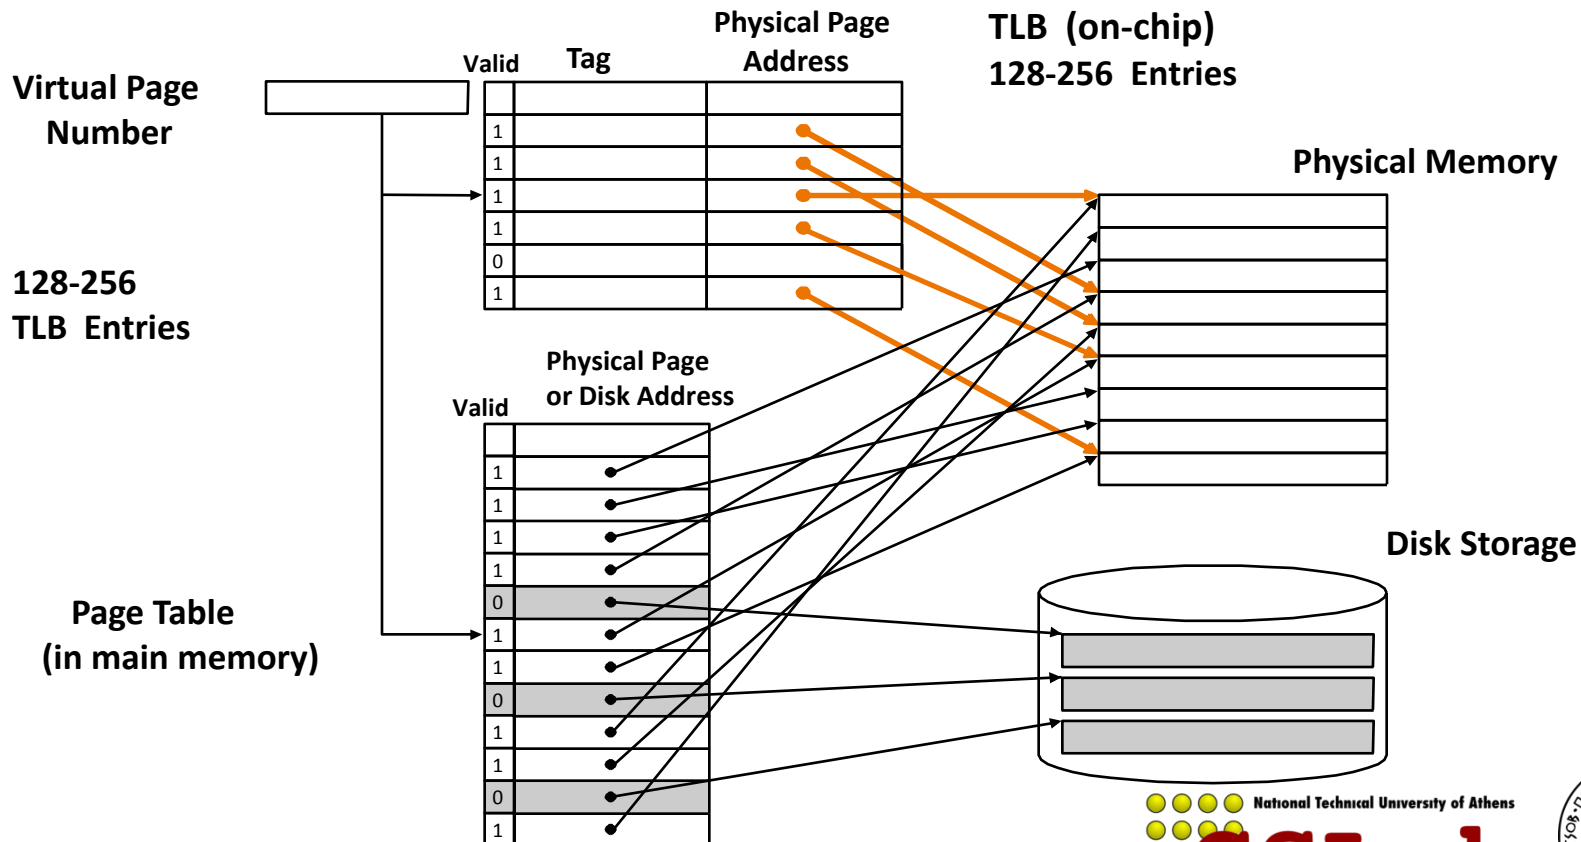 Physical Page
Address
TLB (on-chip)
128-256 Entries
Valid
Tag
Virtual Page
Number
1
1
1
1
0
1
Physical Memory
128-256
TLB Entries
Physical Page
or Disk Address
Valid
1
1
1
1
0
1
1
0
1
1
0
1
Disk Storage
Page Table
(in main memory)
National Technical University of Athens